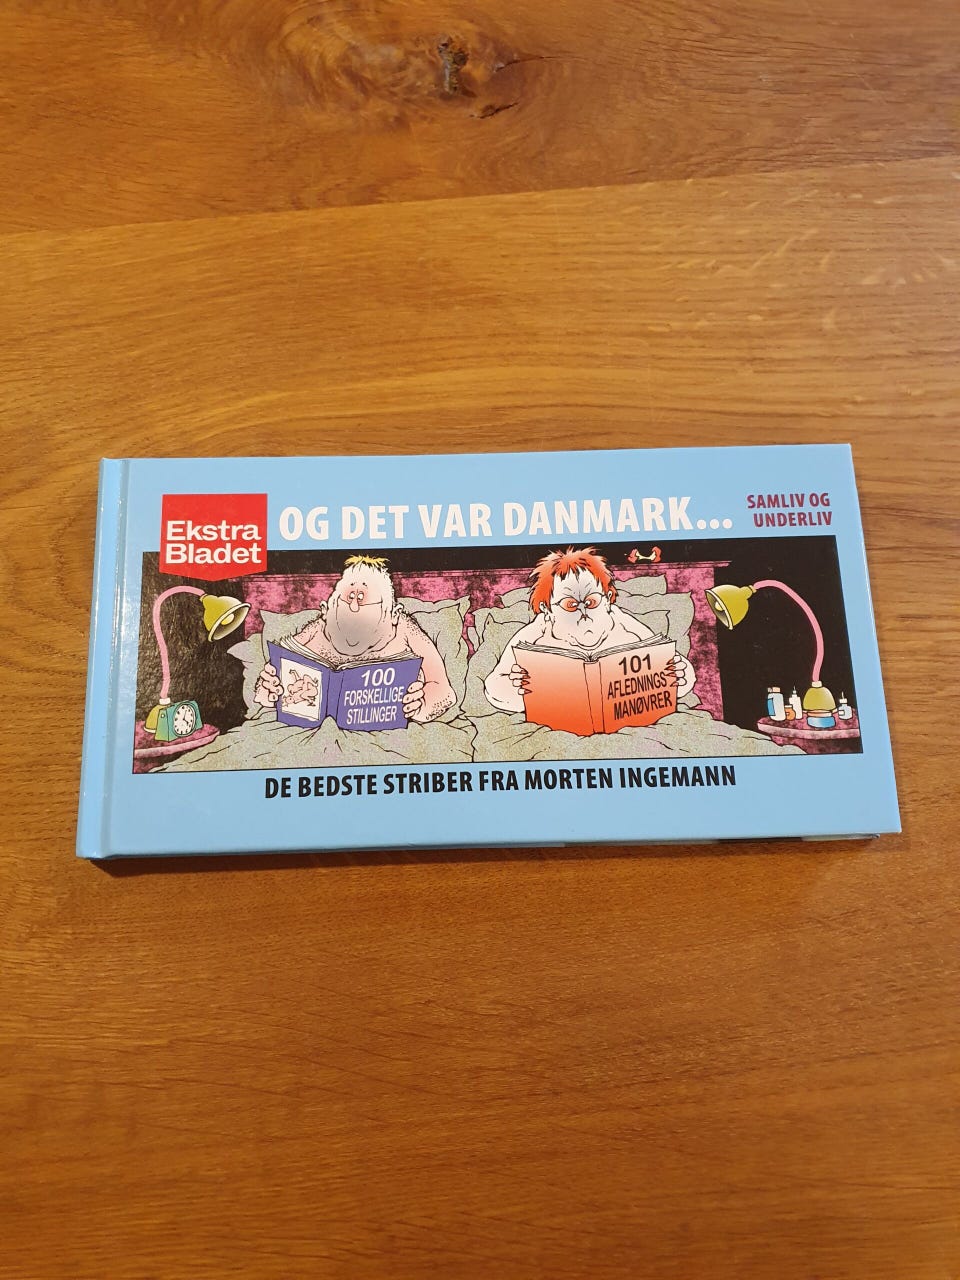 Ekstra
Bladet
OG DET VAR DANMARK...
SAMLIV OG
UNDERLIV
100
FORSKELLIGE
STILLINGER
101
AFLEDNINGS
MANØVRER
DE BEDSTE STRIBER FRA MORTEN INGEMANN